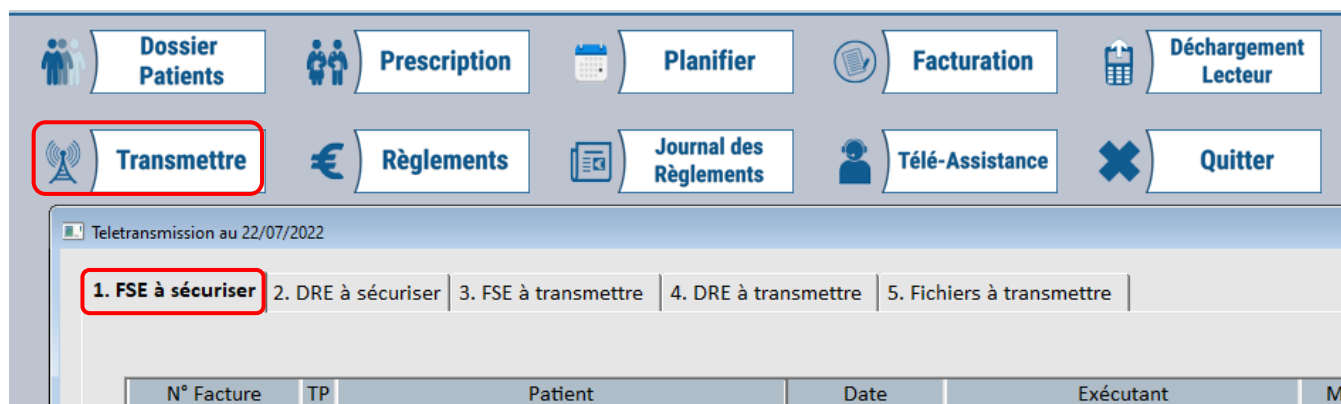 Dossier
Patients
Prescription
Planifier
Facturation
Déchargement
Lecteur
Transmettre
Règlements
Journal des
Règlements
Télé-Assistance
Quitter
Teletransmission au 22/07/2022
1. FSE à sécuriser 2. DRE à sécuriser 3. FSE à transmettre 4. DRE à transmettre 5. Fichiers à transmettre
N° Facture TP Patient Date Exécutant M